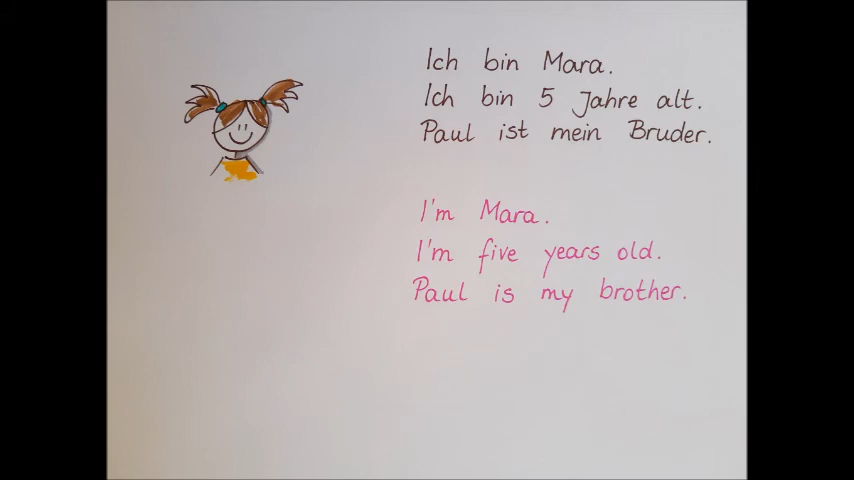 Ich bin Mara.
Ich bin 5 Jahre alt.
Paul ist mein Bruder.
I'm Mara.
I'm five years old.
Paul is my brother.